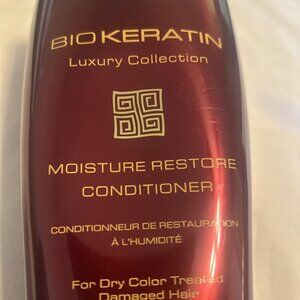 BIOKERATIN
Luxury Collection
MOISTURE RESTORE
CONDITIONER
CONDITIONNEUR DE RESTAURATION
À L'HUMIDITÉ
For Dry Color Treated
Damaged Hair